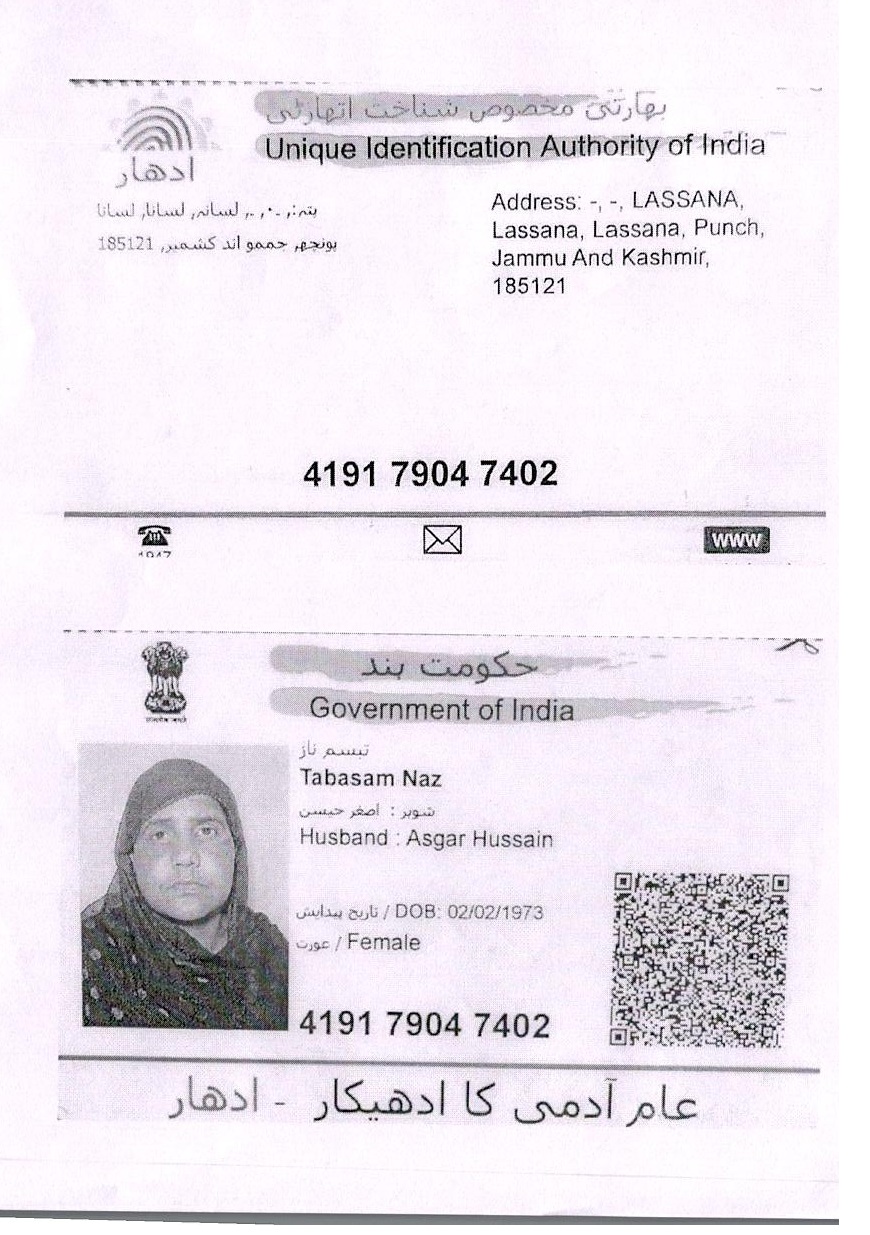 بھارتی مخصوص شناخت اتھارٹی
Unique Identification Authority of India
ادھار
پتہ:, ۔, ۔, لسانہ, لسانا, لسانا
پونچھ, جممو اند کشمیر, 185121
Address: -, -, LASSANA,
Lassana, Lassana, Punch,
Jammu And Kashmir,
185121
4191 7904 7402
1947
www
حکومت ہند
Government of India
تبسم ناز
Tabasam Naz
شوہر : اصغر حسین
Husband : Asgar Hussain
تاریخ پیدایش / DOB: 02/02/1973
عورت / Female
4191 7904 7402
عام آدمی کا ادھیکار - ادھار